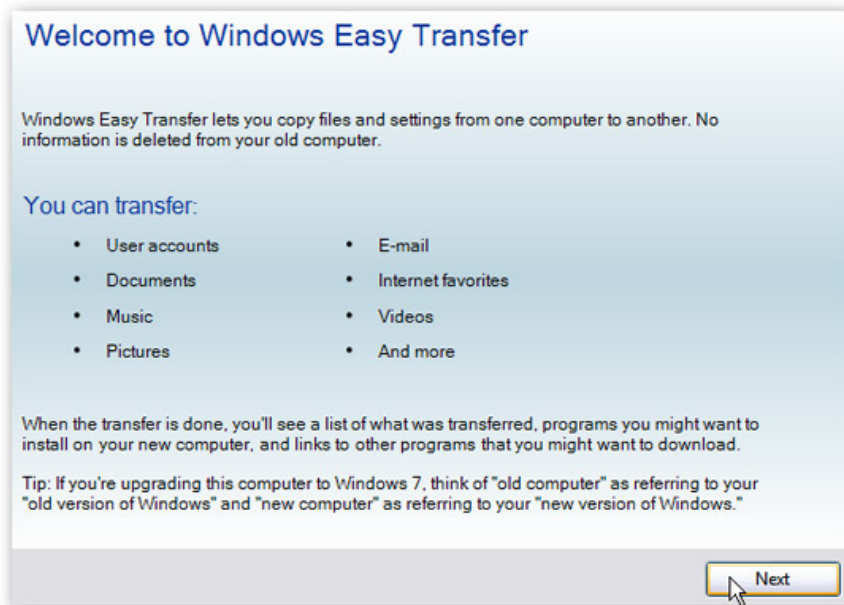 Welcome to Windows Easy Transfer
Windows Easy Transfer lets you copy files and settings from one computer to another. No
information is deleted from your old computer.
You can transfer:
• User accounts
• Documents
• Music
• Pictures
• E-mail
• Internet favorites
• Videos
• And more
When the transfer is done, you'll see a list of what was transferred, programs you might want to
install on your new computer, and links to other programs that you might want to download.
Tip: If you're upgrading this computer to Windows 7, think of "old computer" as referring to your
"old version of Windows" and "new computer" as referring to your "new version of Windows."
Next